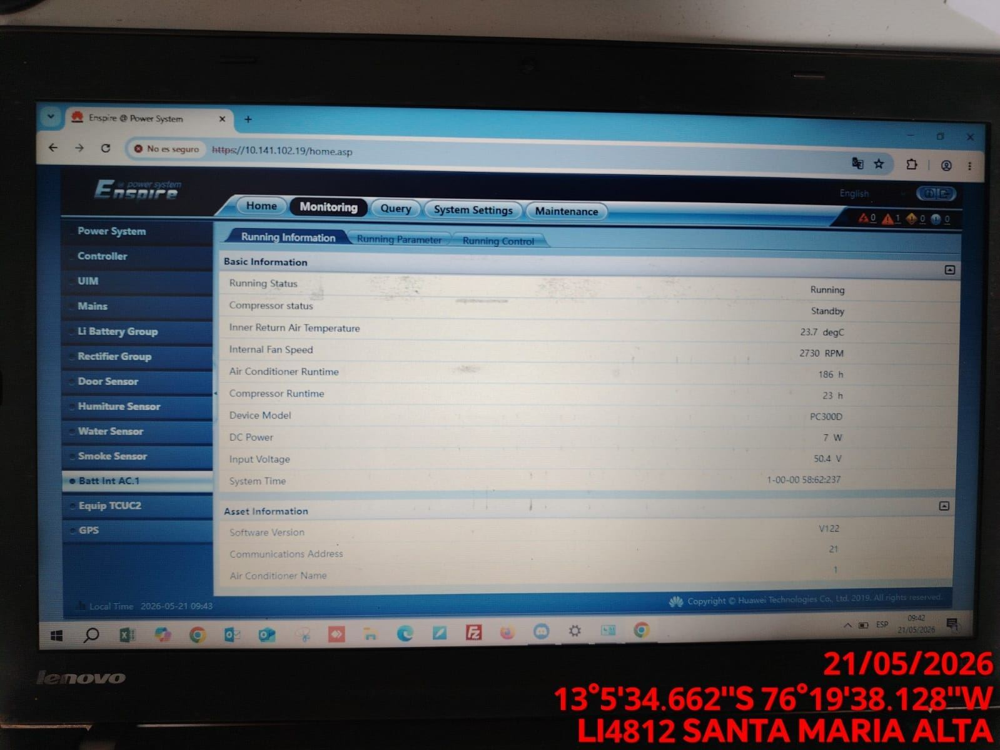 Enspire @ Power System
No es seguro https://10.141.102.19/home.asp
Enspire
power system
English
Home Monitoring Query System Settings Maintenance
0 1 0 0
Power System
Controller
UIM
Mains
Li Battery Group
Rectifier Group
Door Sensor
Humiture Sensor
Water Sensor
Smoke Sensor
Batt Int AC.1
Equip TCUC2
GPS
Running Information Running Parameter Running Control
Basic Information
Running Status Running
Compressor status Standby
Inner Return Air Temperature 23.7 degC
Internal Fan Speed 2730 RPM
Air Conditioner Runtime 186 h
Compressor Runtime 23 h
Device Model PC300D
DC Power 7 W
Input Voltage 50.4 V
System Time 1-00-00 58:62:237
Asset Information
Software Version V122
Communications Address 21
Air Conditioner Name 1
Local Time 2026-05-21 09:43
Copyright © Huawei Technologies Co., Ltd. 2019. All rights reserved.
ESP
09:42
21/05/2026
lenovo
21/05/2026
13°5'34.662"S 76°19'38.128"W
LI4812 SANTA MARIA ALTA